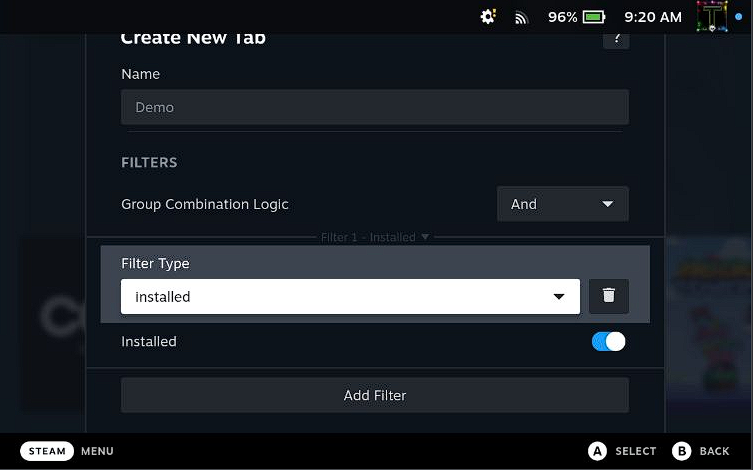 96% 9:20 AM
Create New Tab ?
Name
Demo
FILTERS
Group Combination Logic And
Filter 1 - Installed
Filter Type
installed
Installed
Add Filter
STEAM MENU A SELECT B BACK